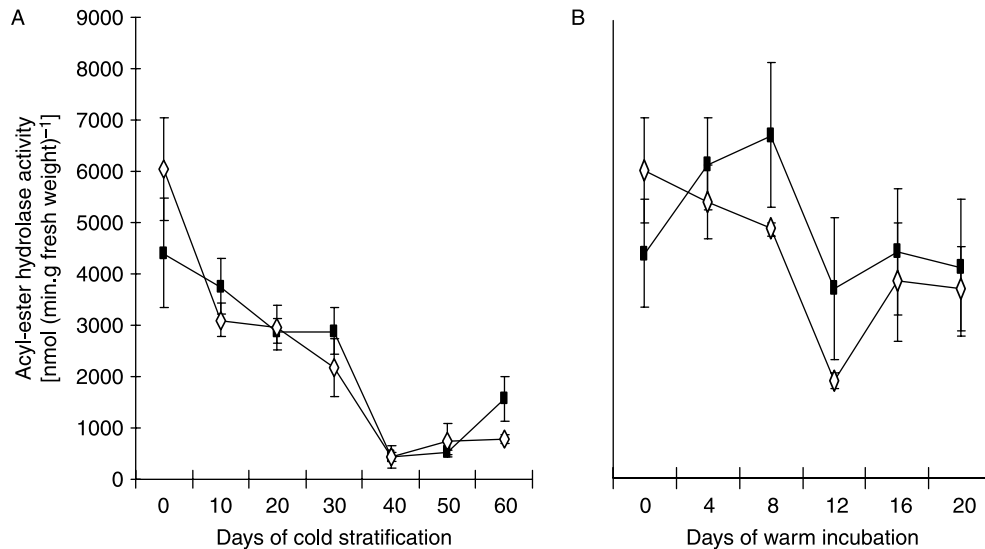 A
B
9000
8000
7000
6000
5000
4000
3000
2000
1000
0
Acyl-ester hydrolase activity
[nmol (min.g fresh weight)⁻¹]
0 10 20 30 40 50 60
Days of cold stratification
0 4 8 12 16 20
Days of warm incubation